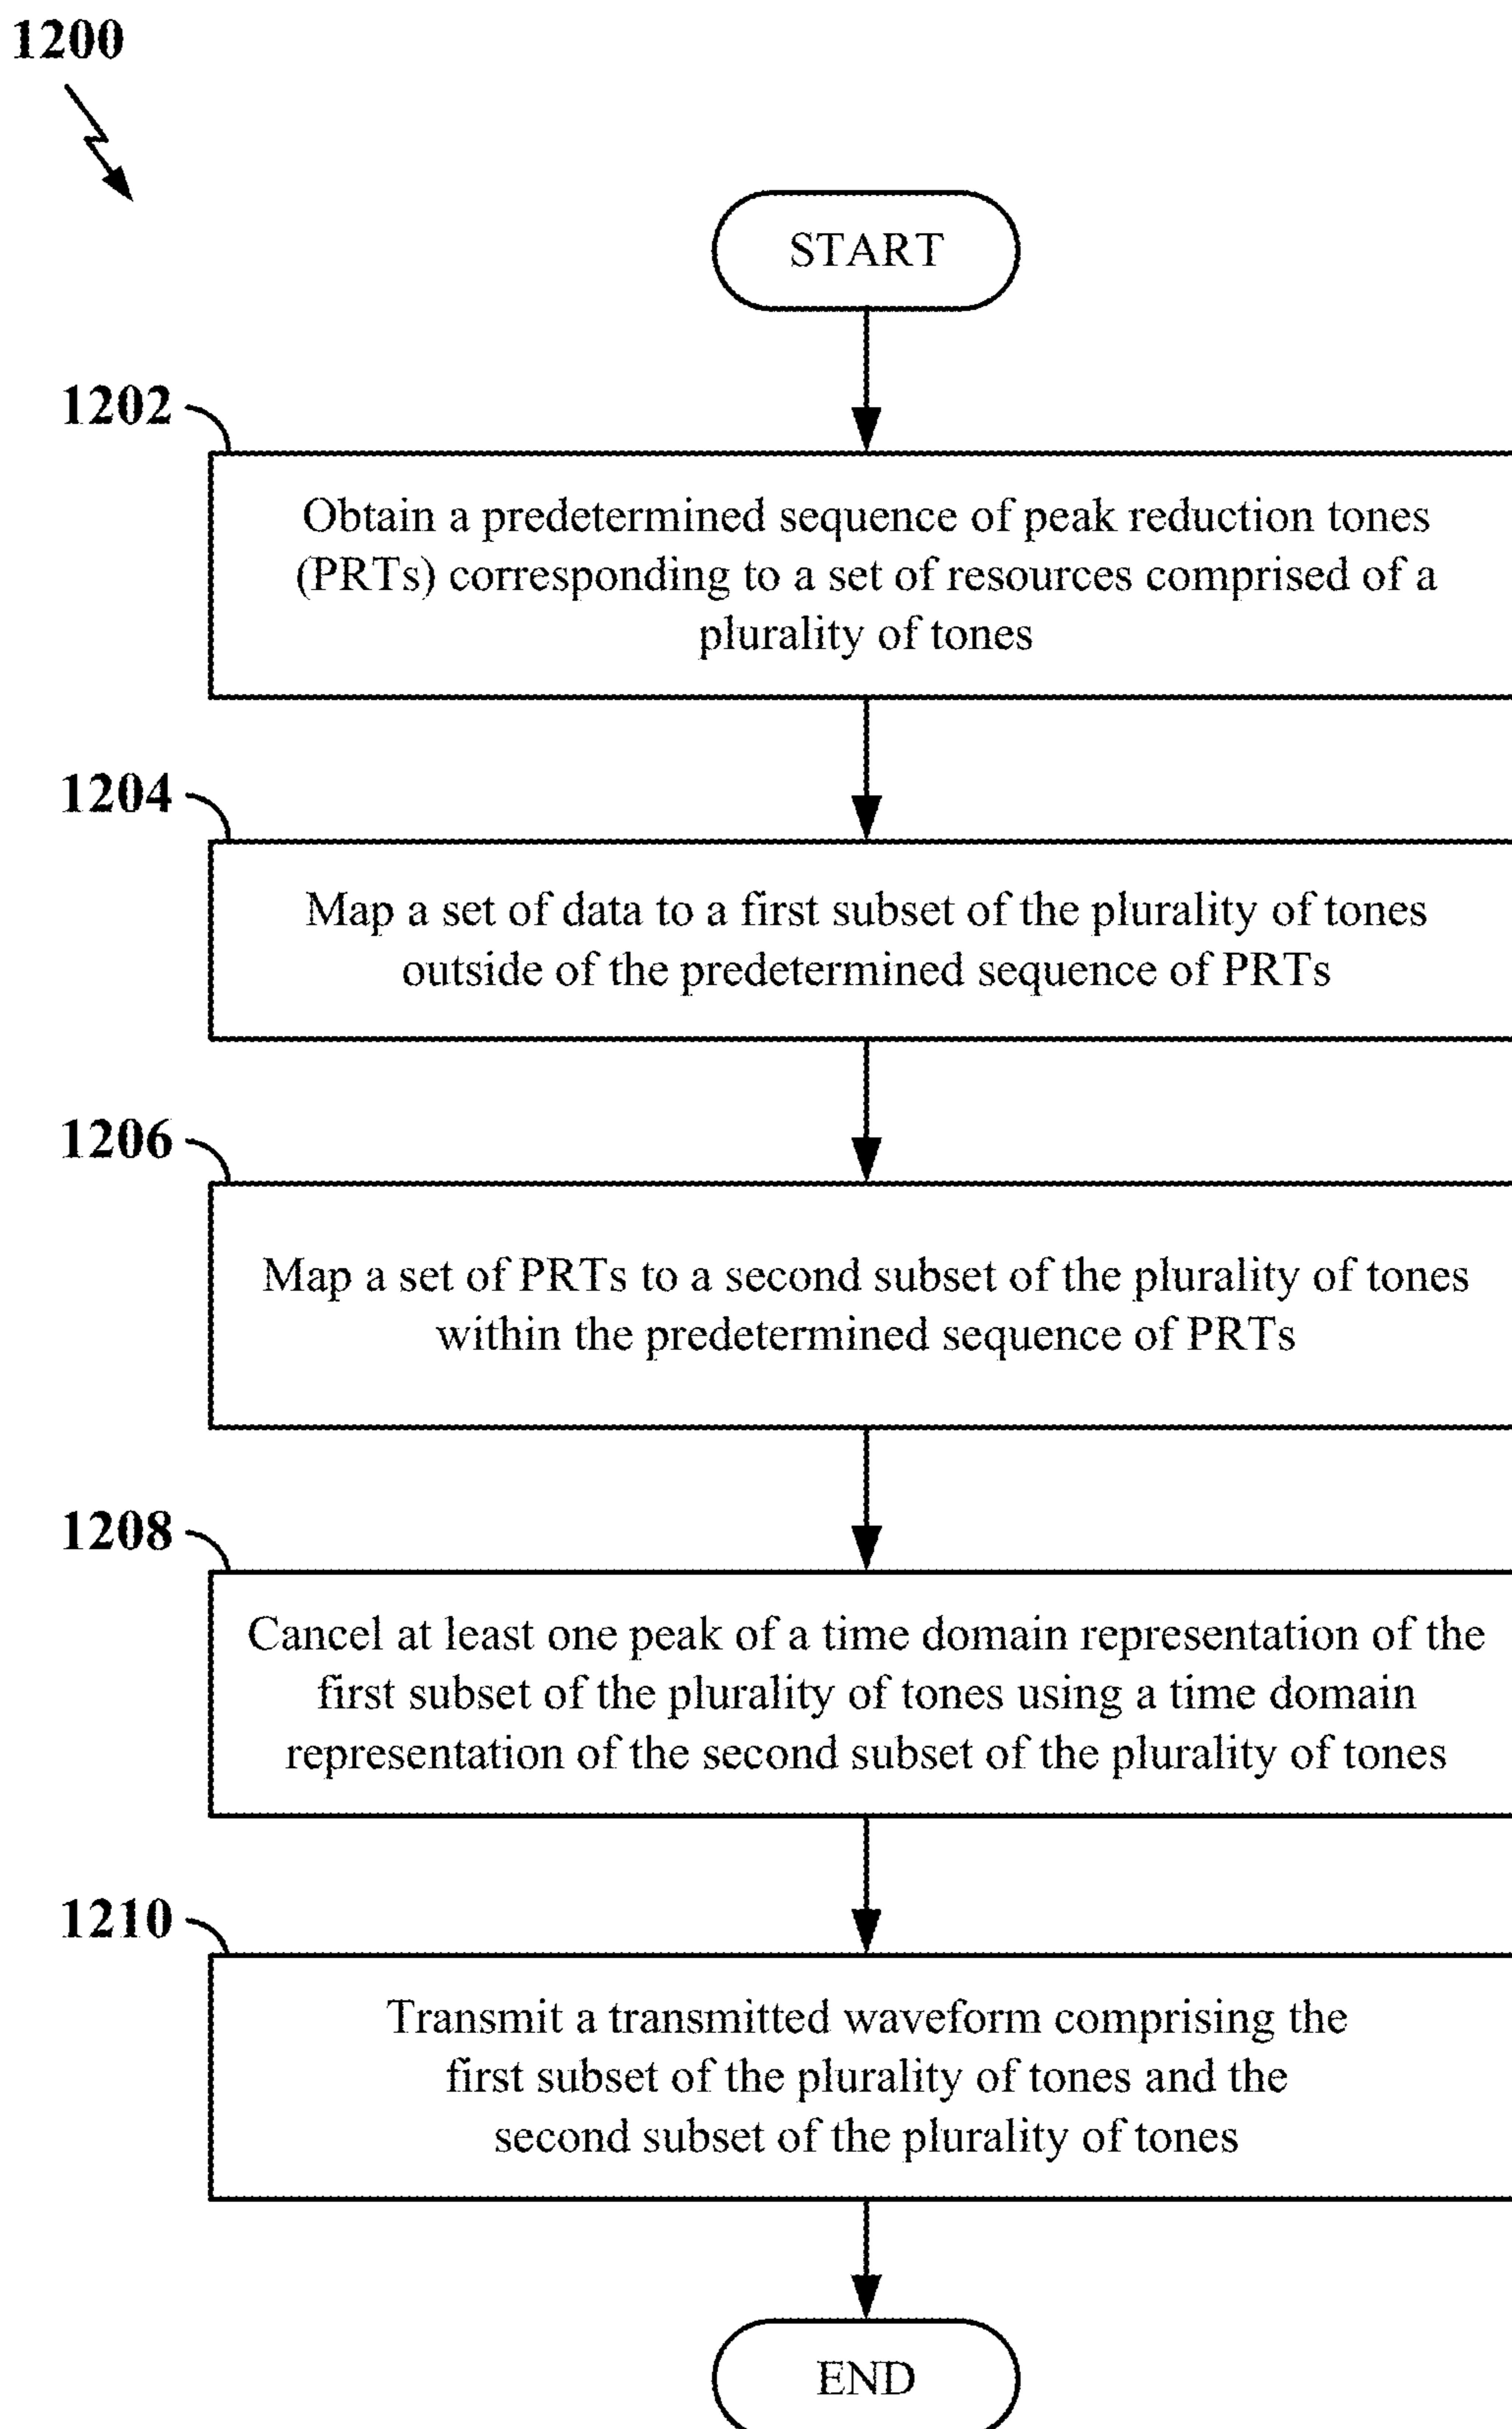 1200
START
1202
Obtain a predetermined sequence of peak reduction tones
(PRTs) corresponding to a set of resources comprised of a
plurality of tones
1204
Map a set of data to a first subset of the plurality of tones
outside of the predetermined sequence of PRTs
1206
Map a set of PRTs to a second subset of the plurality of tones
within the predetermined sequence of PRTs
1208
Cancel at least one peak of a time domain representation of the
first subset of the plurality of tones using a time domain
representation of the second subset of the plurality of tones
1210
Transmit a transmitted waveform comprising the
first subset of the plurality of tones and the
second subset of the plurality of tones
END